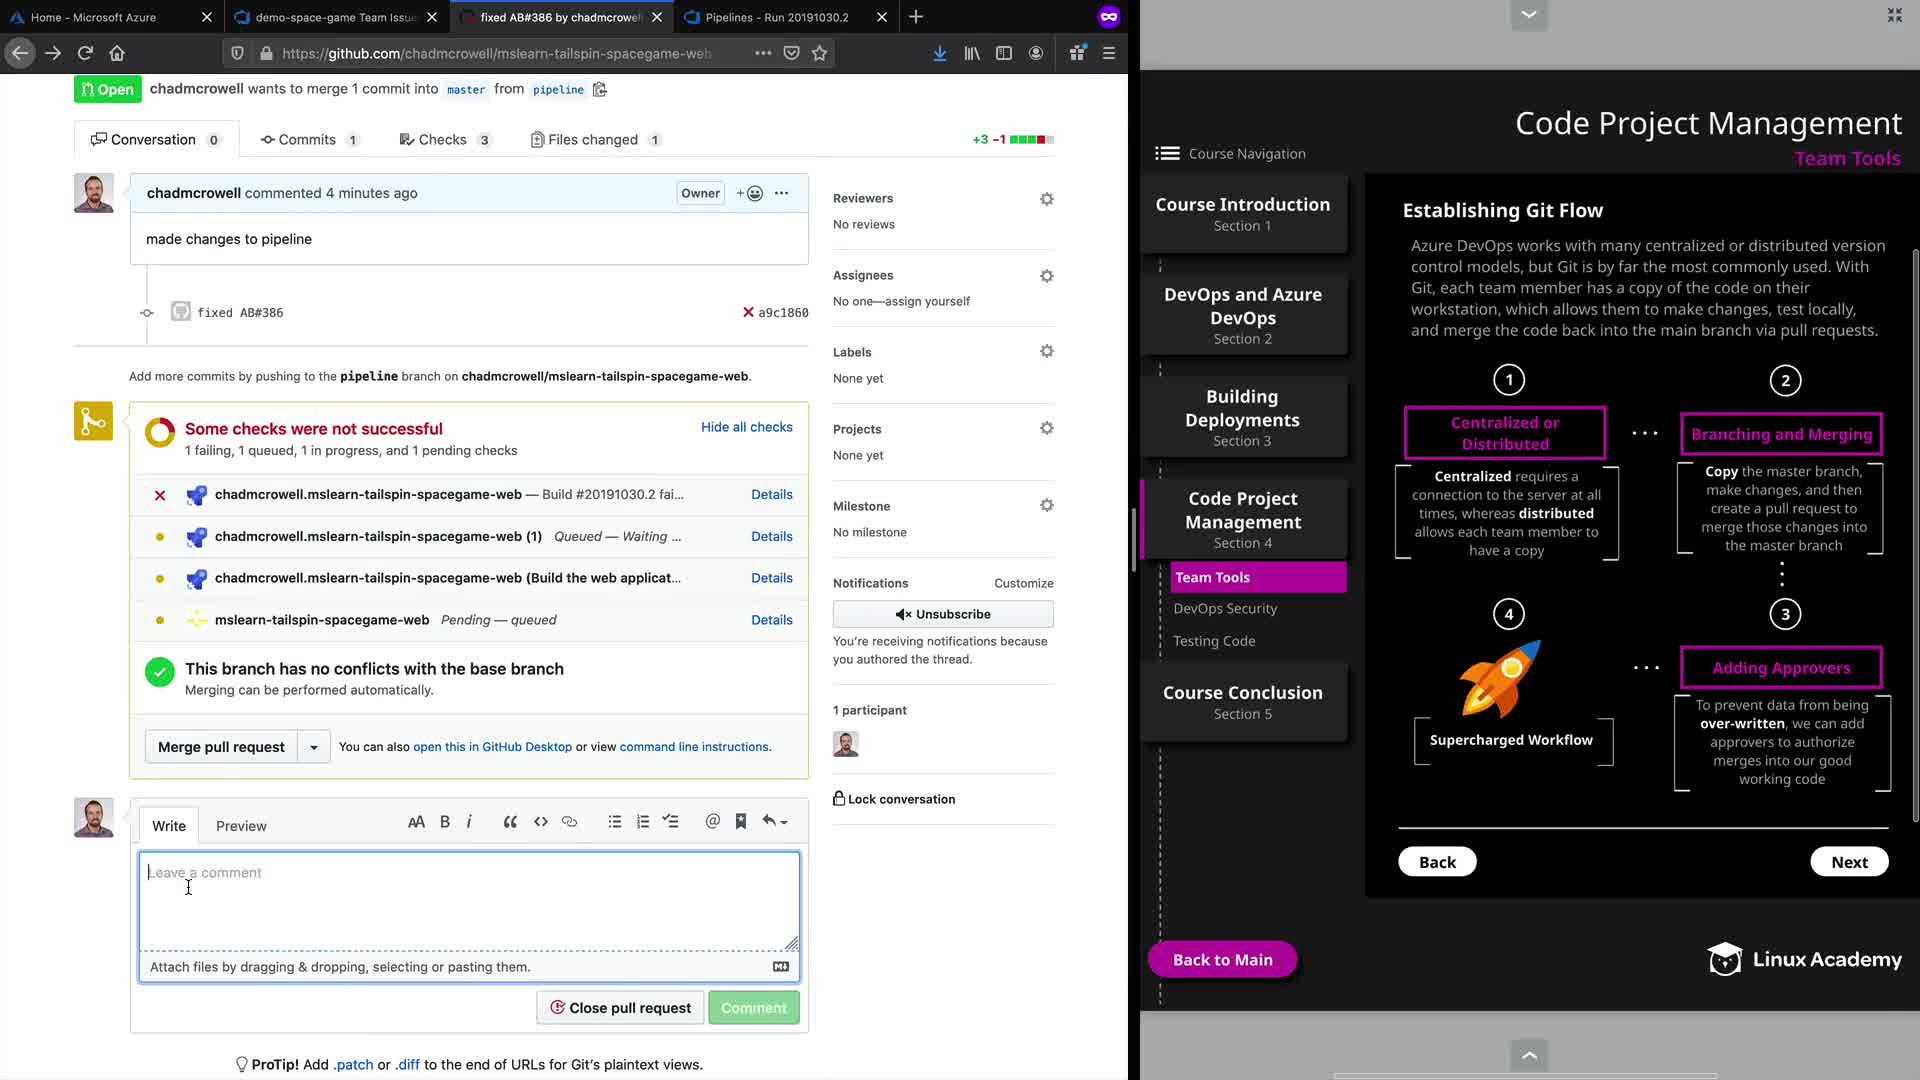 Home - Microsoft Azure
demo-space-game Team Issue
fixed AB#386 by chadmcrowel
Pipelines - Run 20191030.2
https://github.com/chadmcrowell/mslearn-tailspin-spacegame-web
Open
chadmcrowell wants to merge 1 commit into master from pipeline
Conversation 0
Commits 1
Checks 3
Files changed 1
+3 −1
chadmcrowell commented 4 minutes ago
Owner
made changes to pipeline
fixed AB#386
a9c1860
Add more commits by pushing to the pipeline branch on chadmcrowell/mslearn-tailspin-spacegame-web.
Some checks were not successful
1 failing, 1 queued, 1 in progress, and 1 pending checks
Hide all checks
chadmcrowell.mslearn-tailspin-spacegame-web — Build #20191030.2 fai... Details
chadmcrowell.mslearn-tailspin-spacegame-web (1) Queued — Waiting ... Details
chadmcrowell.mslearn-tailspin-spacegame-web (Build the web applicat... Details
mslearn-tailspin-spacegame-web Pending — queued Details
This branch has no conflicts with the base branch
Merging can be performed automatically.
Merge pull request
You can also open this in GitHub Desktop or view command line instructions.
Write
Preview
Leave a comment
Attach files by dragging & dropping, selecting or pasting them.
Close pull request
Comment
ProTip! Add .patch or .diff to the end of URLs for Git's plaintext views.
Reviewers
No reviews
Assignees
No one—assign yourself
Labels
None yet
Projects
None yet
Milestone
No milestone
Notifications
Customize
Unsubscribe
You're receiving notifications because
you authored the thread.
1 participant
Lock conversation
Code Project Management
Team Tools
Course Navigation
Course Introduction
Section 1
DevOps and Azure
DevOps
Section 2
Building
Deployments
Section 3
Code Project
Management
Section 4
Team Tools
DevOps Security
Testing Code
Course Conclusion
Section 5
Back to Main
Establishing Git Flow
Azure DevOps works with many centralized or distributed version
control models, but Git is by far the most commonly used. With
Git, each team member has a copy of the code on their
workstation, which allows them to make changes, test locally,
and merge the code back into the main branch via pull requests.
1
Centralized or
Distributed
Centralized requires a
connection to the server at all
times, whereas distributed
allows each team member to
have a copy
2
Branching and Merging
Copy the master branch,
make changes, and then
create a pull request to
merge those changes into
the master branch
4
Supercharged Workflow
3
Adding Approvers
To prevent data from being
over-written, we can add
approvers to authorize
merges into our good
working code
Back
Next
Linux Academy